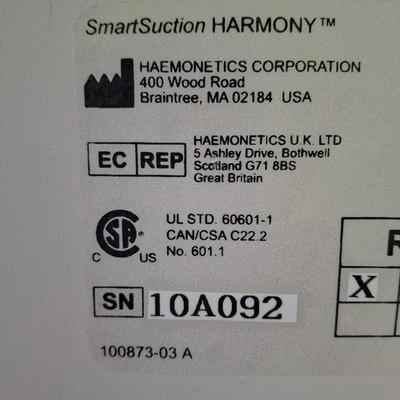 SmartSuction HARMONY™
HAEMONETICS CORPORATION
400 Wood Road
Braintree, MA 02184 USA
EC REP
HAEMONETICS U.K. LTD
5 Ashley Drive, Bothwell
Scotland G71 8BS
Great Britain
CSA
C US
UL STD. 60601-1
CAN/CSA C22.2
No. 601.1
R
X
SN 10A092
100873-03 A